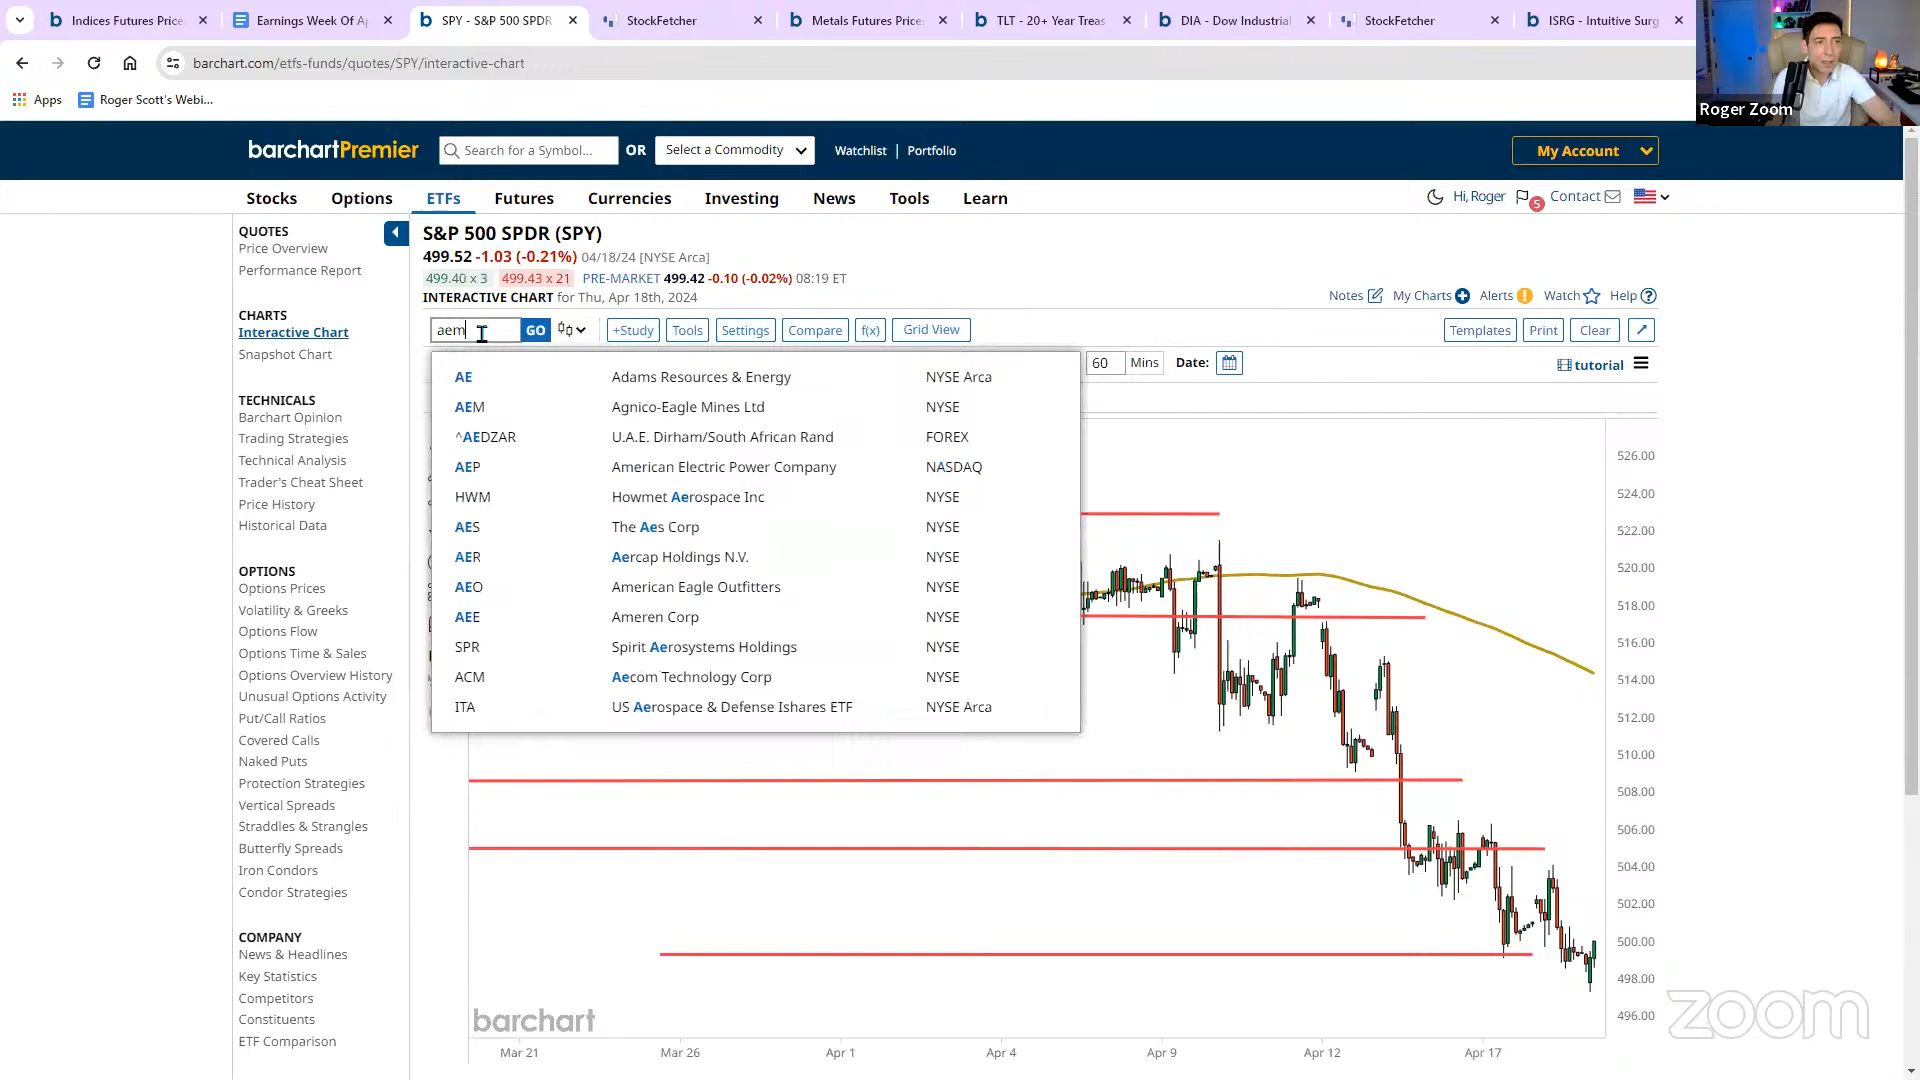 Indices Futures Price
Earnings Week Of Ap
SPY - S&P 500 SPDR
StockFetcher
Metals Futures Price
TLT - 20+ Year Treas
DIA - Dow Industrial
StockFetcher
ISRG - Intuitive Surg
barchart.com/etfs-funds/quotes/SPY/interactive-chart
Apps
Roger Scott's Webi...
Roger Zoom
barchartPremier
Search for a Symbol...
OR
Select a Commodity
Watchlist | Portfolio
My Account
Stocks
Options
ETFs
Futures
Currencies
Investing
News
Tools
Learn
Hi, Roger
5
Contact
QUOTES
Price Overview
Performance Report
CHARTS
Interactive Chart
Snapshot Chart
TECHNICALS
Barchart Opinion
Trading Strategies
Technical Analysis
Trader's Cheat Sheet
Price History
Historical Data
OPTIONS
Options Prices
Volatility & Greeks
Options Flow
Options Time & Sales
Options Overview History
Unusual Options Activity
Put/Call Ratios
Covered Calls
Naked Puts
Protection Strategies
Vertical Spreads
Straddles & Strangles
Butterfly Spreads
Iron Condors
Condor Strategies
COMPANY
News & Headlines
Key Statistics
Competitors
Constituents
ETF Comparison
S&P 500 SPDR (SPY)
499.52 -1.03 (-0.21%) 04/18/24 [NYSE Arca]
499.40 x 3 499.43 x 21 PRE-MARKET 499.42 -0.10 (-0.02%) 08:19 ET
INTERACTIVE CHART for Thu, Apr 18th, 2024
Notes
My Charts
Alerts
Watch
Help
aem
GO
+Study
Tools
Settings
Compare
f(x)
Grid View
Templates
Print
Clear
60 Mins
Date:
tutorial
AE Adams Resources & Energy NYSE Arca
AEM Agnico-Eagle Mines Ltd NYSE
^AEDZAR U.A.E. Dirham/South African Rand FOREX
AEP American Electric Power Company NASDAQ
HWM Howmet Aerospace Inc NYSE
AES The Aes Corp NYSE
AER Aercap Holdings N.V. NYSE
AEO American Eagle Outfitters NYSE
AEE Ameren Corp NYSE
SPR Spirit Aerosystems Holdings NYSE
ACM Aecom Technology Corp NYSE
ITA US Aerospace & Defense Ishares ETF NYSE Arca
526.00
524.00
522.00
520.00
518.00
516.00
514.00
512.00
510.00
508.00
506.00
504.00
502.00
500.00
498.00
496.00
barchart
Mar 21
Mar 26
Apr 1
Apr 4
Apr 9
Apr 12
Apr 17
zoom